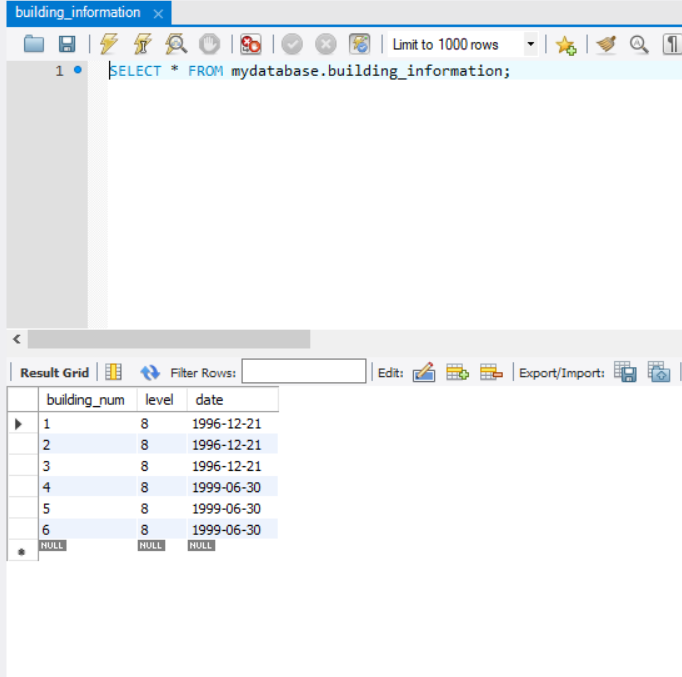 building_information
Limit to 1000 rows
1 SELECT * FROM mydatabase.building_information;
Result Grid Filter Rows: Edit: Export/Import:
building_num level date
1 8 1996-12-21
2 8 1996-12-21
3 8 1996-12-21
4 8 1999-06-30
5 8 1999-06-30
6 8 1999-06-30
NULL NULL NULL